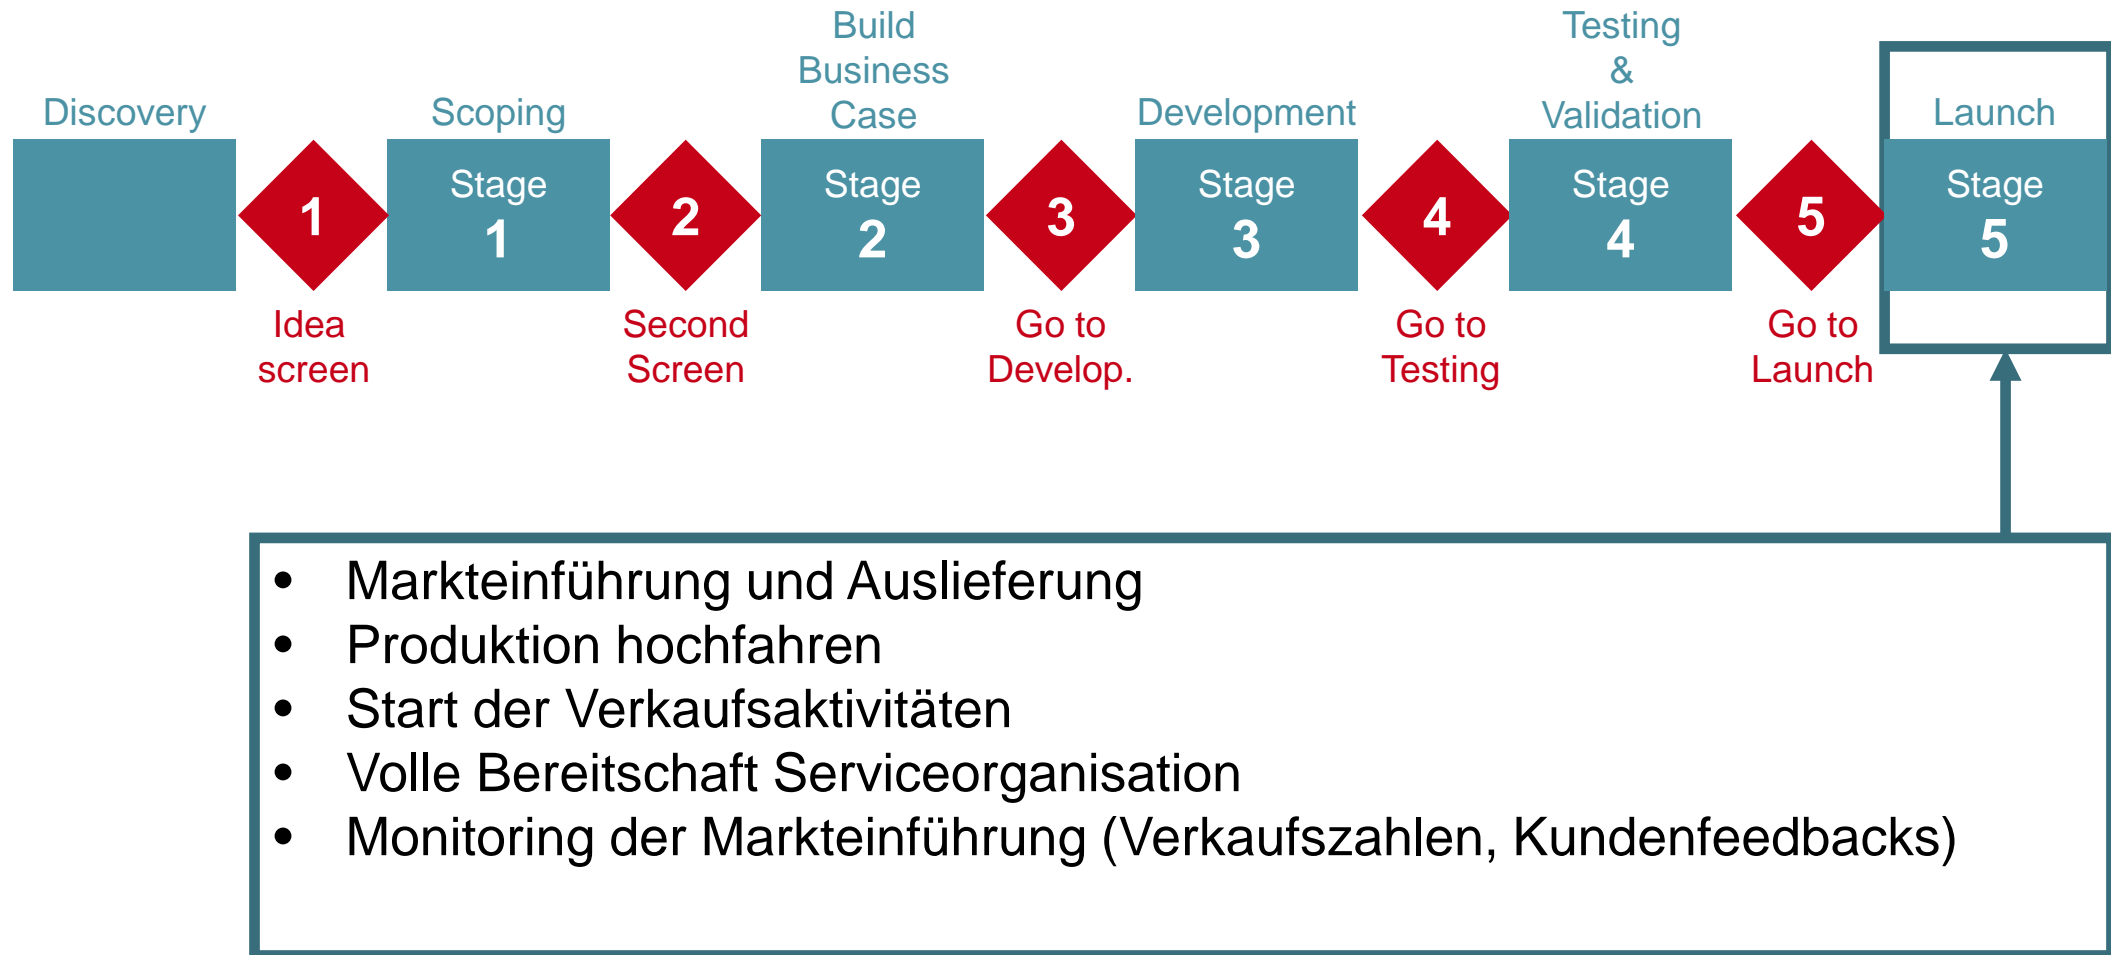 Discovery
Scoping
Build
Business
Case
Development
Testing
&
Validation
Launch
1
Stage
1
2
Stage
2
3
Stage
3
4
Stage
4
5
Stage
5
Idea
screen
Second
Screen
Go to
Develop.
Go to
Testing
Go to
Launch
• Markteinführung und Auslieferung
• Produktion hochfahren
• Start der Verkaufsaktivitäten
• Volle Bereitschaft Serviceorganisation
• Monitoring der Markteinführung (Verkaufszahlen, Kundenfeedbacks)